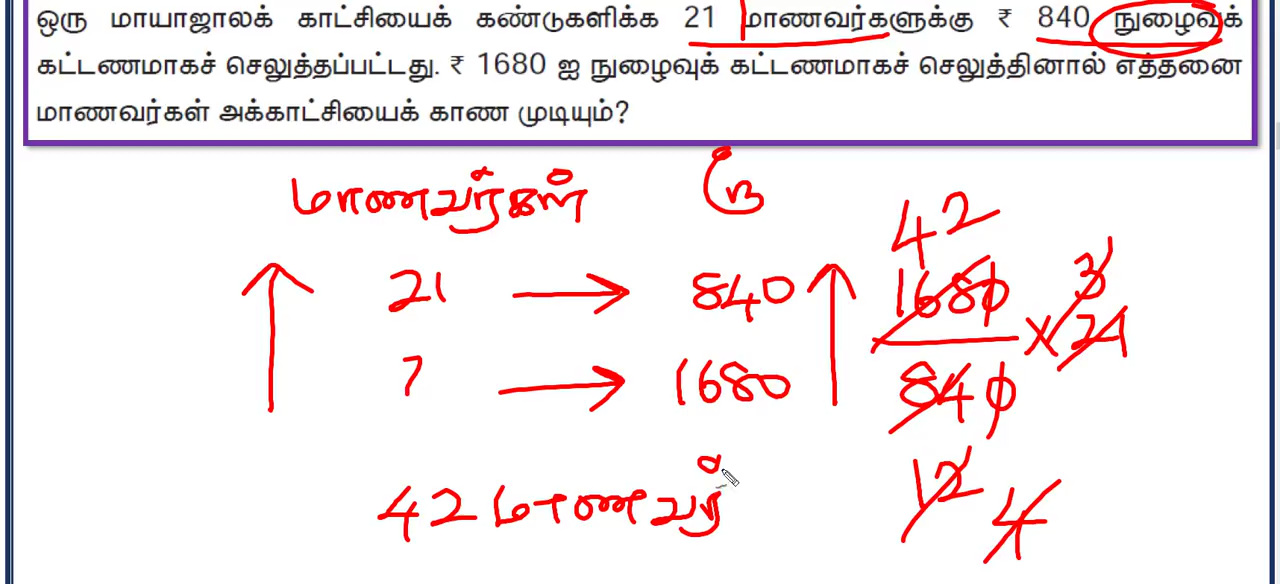 ஒரு மாயாஜாலக் காட்சியைக் கண்டுகளிக்க 21 மாணவர்களுக்கு ₹ 840 நுழைவுக்
கட்டணமாகச் செலுத்தப்பட்டது. ₹ 1680 ஐ நுழைவுக் கட்டணமாகச் செலுத்தினால் எத்தனை
மாணவர்கள் அக்காட்சியைக் காண முடியும்?
மாணவர்கள் ரூ
42
21 → 840 1680 × 21 3
? → 1680 840
42 மாணவர் 12 4